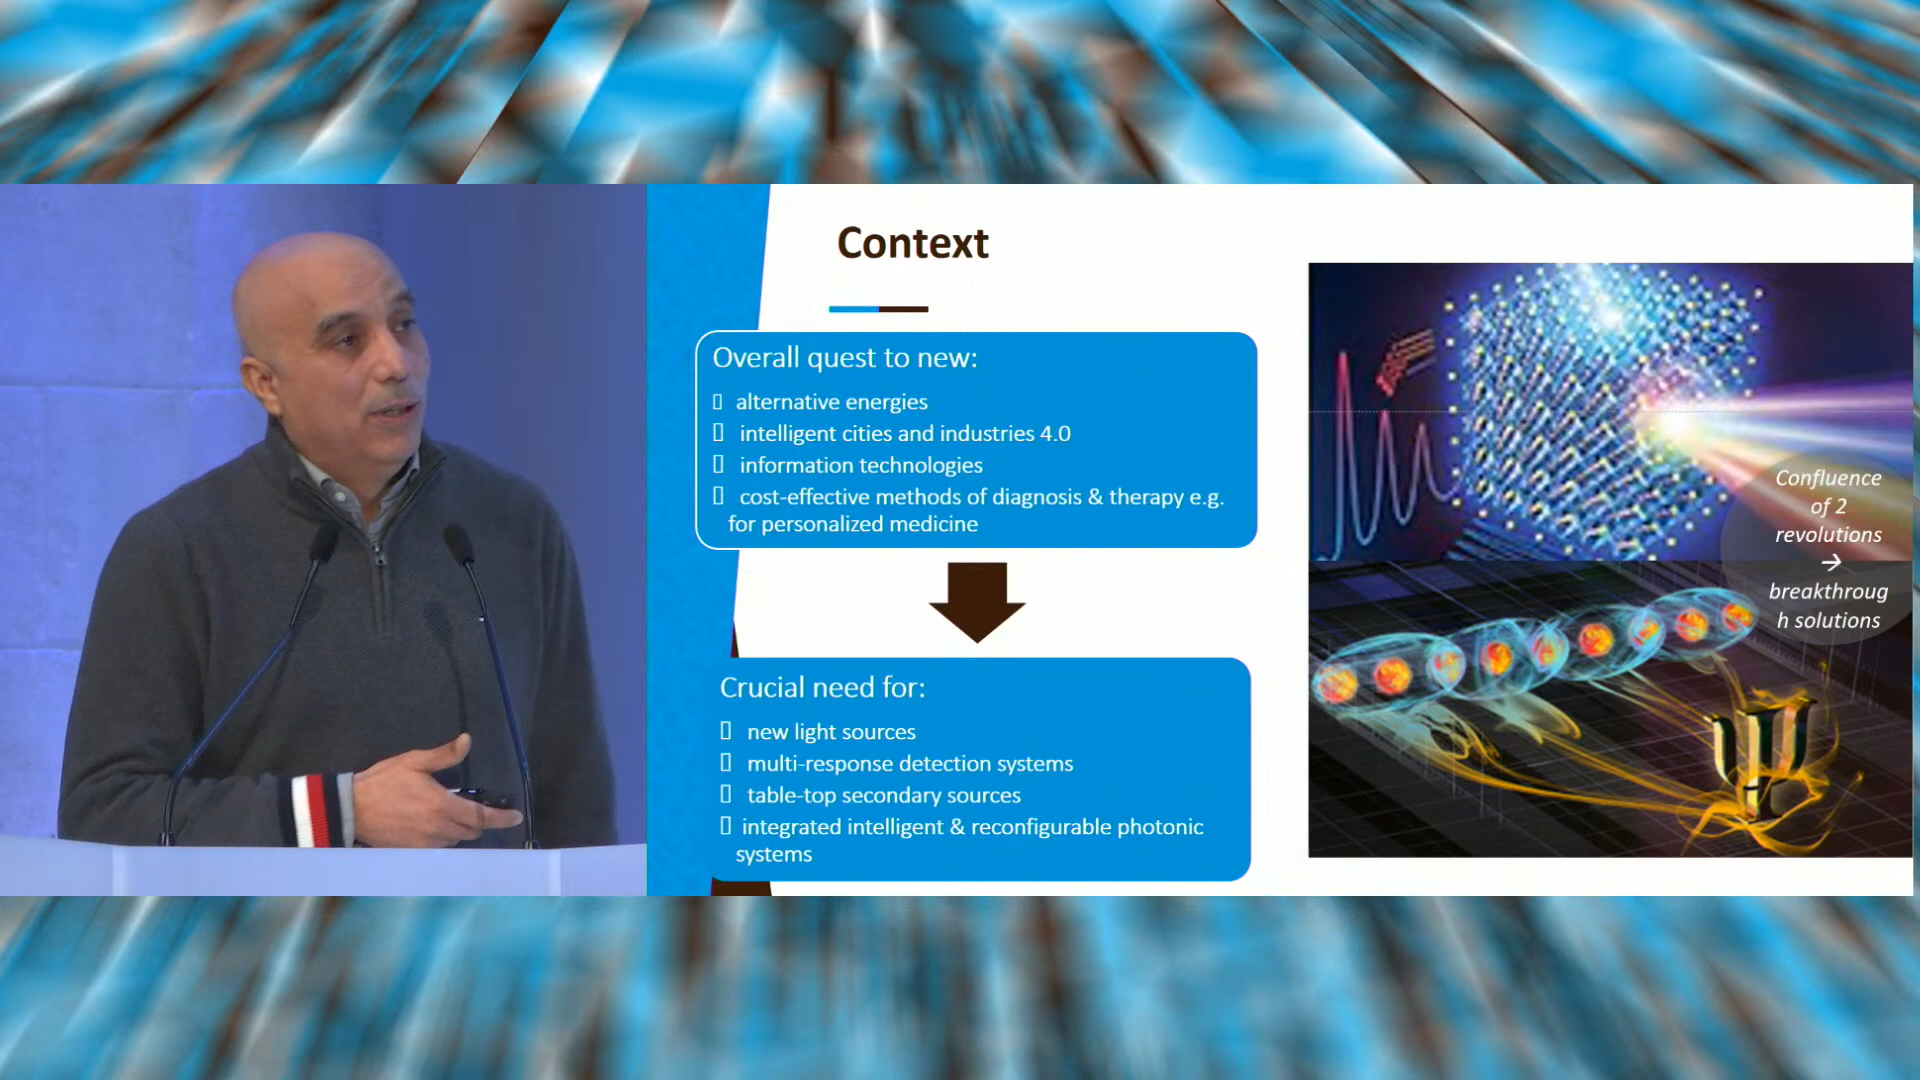 Context
Overall quest to new:
alternative energies
intelligent cities and industries 4.0
information technologies
cost-effective methods of diagnosis & therapy e.g.
for personalized medicine
Crucial need for:
new light sources
multi-response detection systems
table-top secondary sources
integrated intelligent & reconfigurable photonic
systems
Confluence
of 2
revolutions
→
breakthroug
h solutions
Ψ